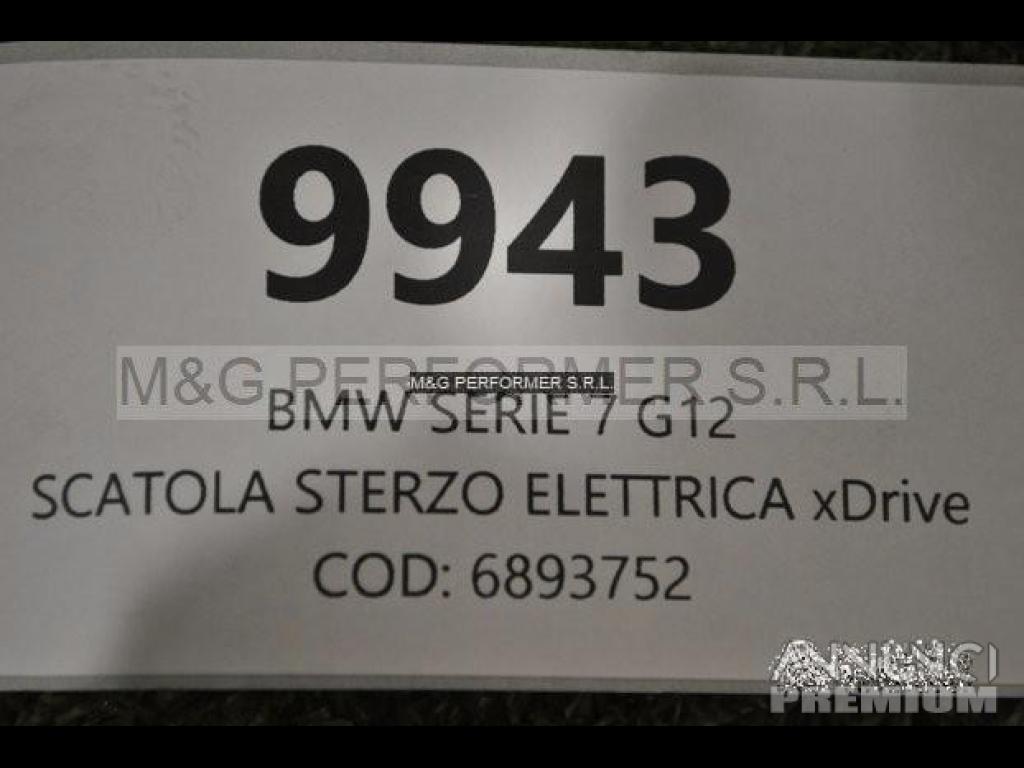 9943
M&G PERFORMER S.R.L.
M&G PERFORMER S.R.L.
BMW SERIE 7 G12
SCATOLA STERZO ELETTRICA xDrive
COD: 6893752
ANNUNCI
PREMIUM